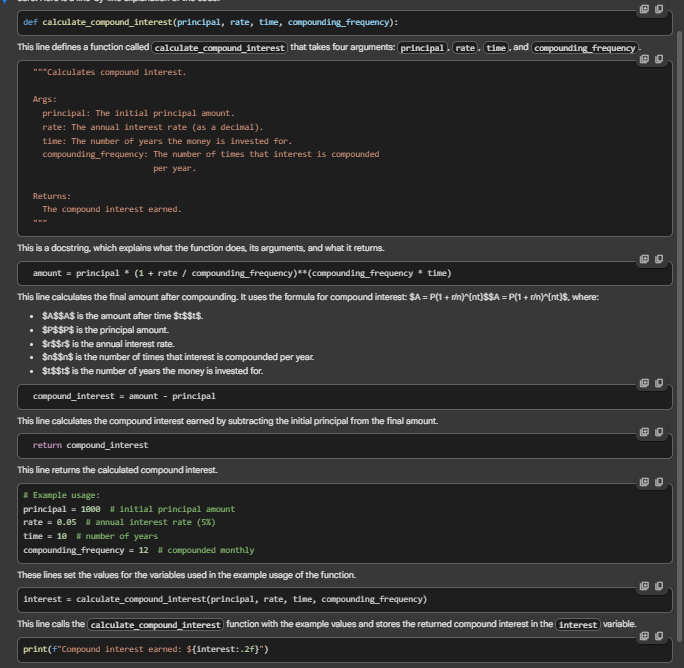 def calculate_compound_interest(principal, rate, time, compounding_frequency):
This line defines a function called calculate_compound_interest that takes four arguments: principal, rate, time, and compounding_frequency.
"""Calculates compound interest.
Args:
principal: The initial principal amount.
rate: The annual interest rate (as a decimal).
time: The number of years the money is invested for.
compounding_frequency: The number of times that interest is compounded
per year.
Returns:
The compound interest earned.
"""
This is a docstring, which explains what the function does, its arguments, and what it returns.
amount = principal * (1 + rate / compounding_frequency)**(compounding_frequency * time)
This line calculates the final amount after compounding. It uses the formula for compound interest: $A = P(1 + r/n)^{nt}$$A = P(1 + r/n)^{nt}$, where:
• $A$$A$ is the amount after time $t$$t$.
• $P$$P$ is the principal amount.
• $r$$r$ is the annual interest rate.
• $n$$n$ is the number of times that interest is compounded per year.
• $t$$t$ is the number of years the money is invested for.
compound_interest = amount - principal
This line calculates the compound interest earned by subtracting the initial principal from the final amount.
return compound_interest
This line returns the calculated compound interest.
# Example usage:
principal = 1000  # initial principal amount
rate = 0.05  # annual interest rate (5%)
time = 10  # number of years
compounding_frequency = 12  # compounded monthly
These lines set the values for the variables used in the example usage of the function.
interest = calculate_compound_interest(principal, rate, time, compounding_frequency)
This line calls the calculate_compound_interest function with the example values and stores the returned compound interest in the interest variable.
print(f"Compound interest earned: ${interest:.2f}")